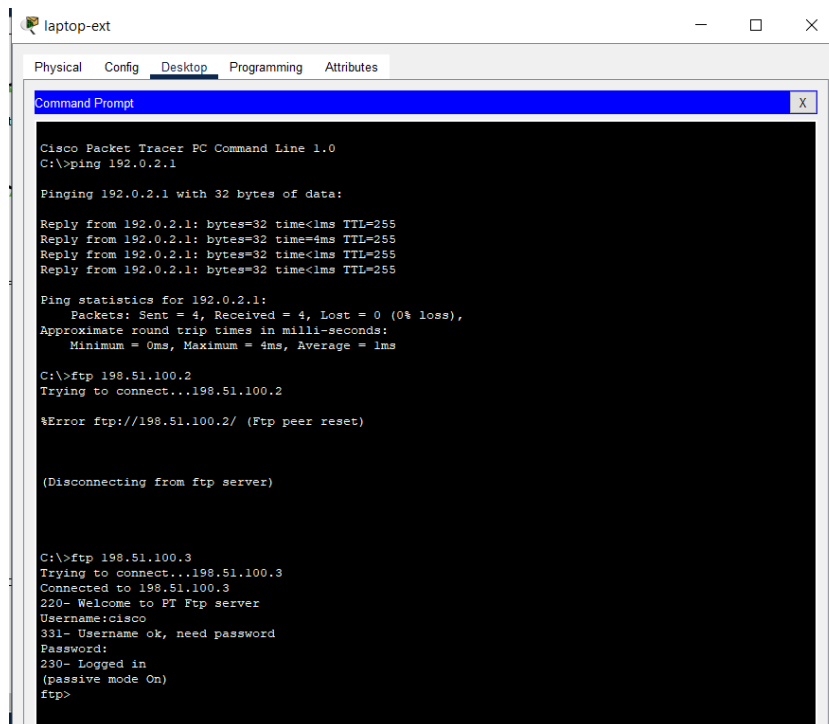 laptop-ext
Physical Config Desktop Programming Attributes
Command Prompt
X
Cisco Packet Tracer PC Command Line 1.0
C:\>ping 192.0.2.1
Pinging 192.0.2.1 with 32 bytes of data:
Reply from 192.0.2.1: bytes=32 time<1ms TTL=255
Reply from 192.0.2.1: bytes=32 time=4ms TTL=255
Reply from 192.0.2.1: bytes=32 time<1ms TTL=255
Reply from 192.0.2.1: bytes=32 time<1ms TTL=255
Ping statistics for 192.0.2.1:
Packets: Sent = 4, Received = 4, Lost = 0 (0% loss),
Approximate round trip times in milli-seconds:
Minimum = 0ms, Maximum = 4ms, Average = 1ms
C:\>ftp 198.51.100.2
Trying to connect...198.51.100.2
%Error ftp://198.51.100.2/ (Ftp peer reset)
(Disconnecting from ftp server)
C:\>ftp 198.51.100.3
Trying to connect...198.51.100.3
Connected to 198.51.100.3
220- Welcome to PT Ftp server
Username:cisco
331- Username ok, need password
Password:
230- Logged in
(passive mode On)
ftp>